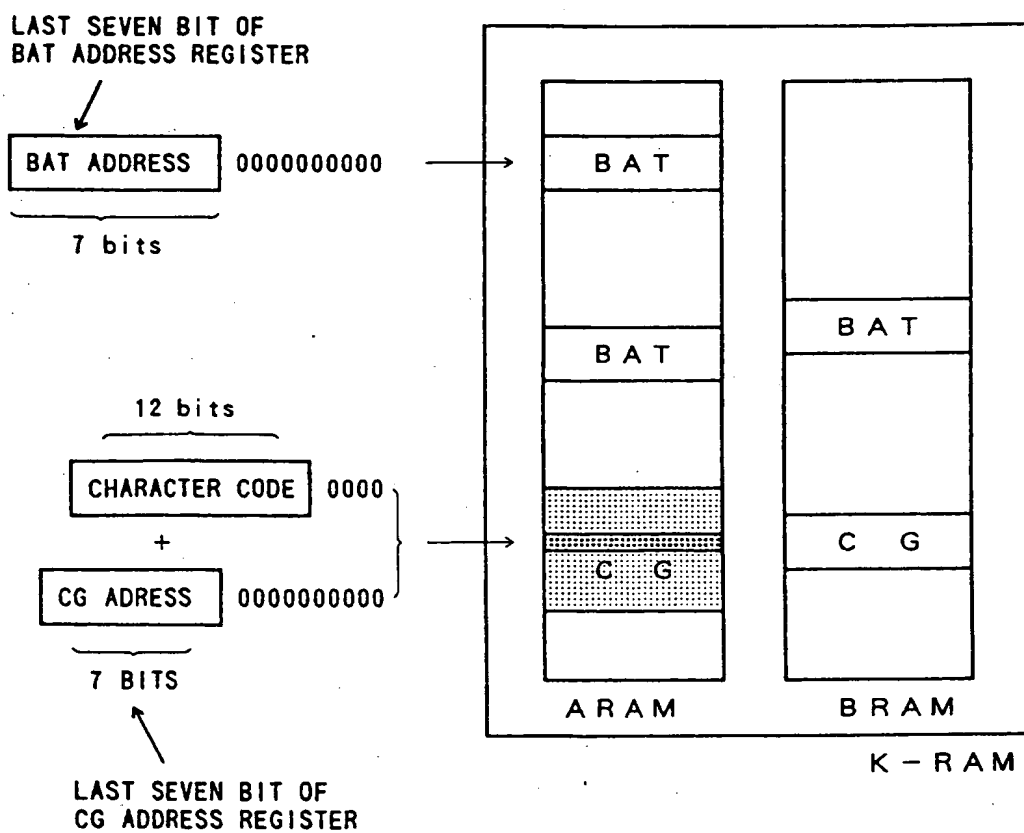 LAST SEVEN BIT OF
BAT ADDRESS REGISTER
BAT ADDRESS 0000000000
7 bits
12 bits
CHARACTER CODE 0000
+
CG ADRESS 0000000000
7 BITS
LAST SEVEN BIT OF
CG ADDRESS REGISTER
BAT
BAT
C G
ARAM
BAT
C G
BRAM
K-RAM